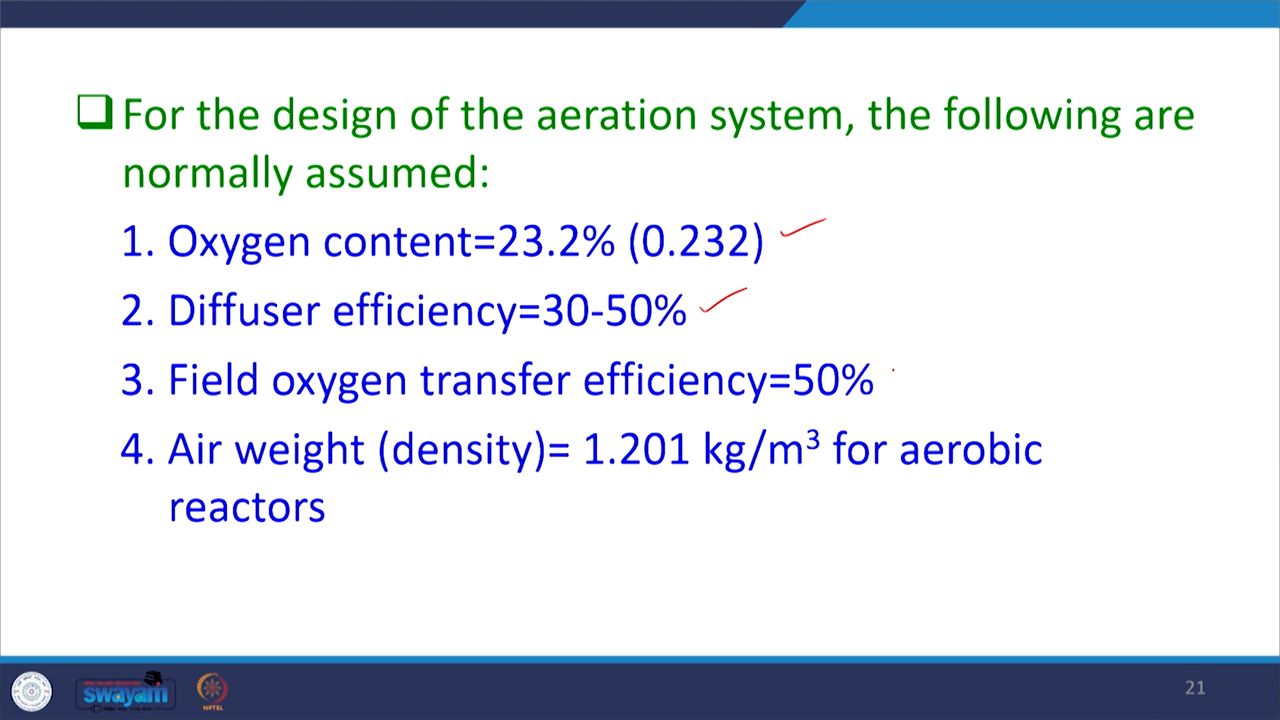 For the design of the aeration system, the following are
normally assumed:
1. Oxygen content=23.2% (0.232)
2. Diffuser efficiency=30-50%
3. Field oxygen transfer efficiency=50%
4. Air weight (density)= 1.201 kg/m³ for aerobic
reactors
swayam
NPTEL
21